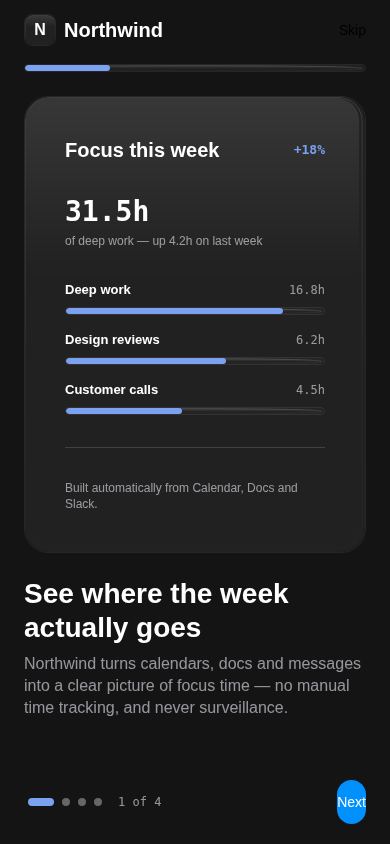 N Northwind
Skip
Focus this week
+18%
31.5h
of deep work — up 4.2h on last week
Deep work
16.8h
Design reviews
6.2h
Customer calls
4.5h
Built automatically from Calendar, Docs and
Slack.
See where the week
actually goes
Northwind turns calendars, docs and messages
into a clear picture of focus time — no manual
time tracking, and never surveillance.
1 of 4
Next